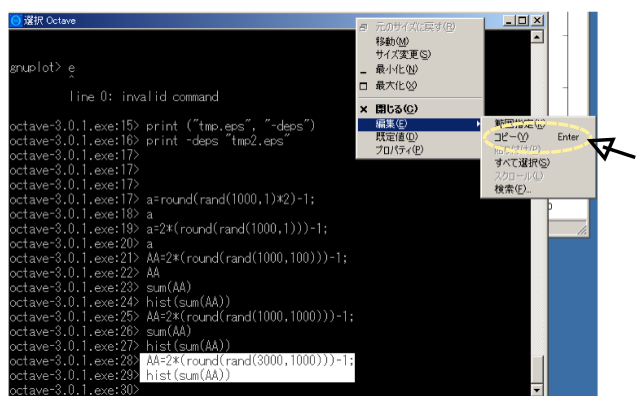 選択 Octave
gnuplot> e
^
line 0: invalid command
octave-3.0.1.exe:15> print ("tmp.eps", "-deps")
octave-3.0.1.exe:16> print -deps "tmp2.eps"
octave-3.0.1.exe:17>
octave-3.0.1.exe:17>
octave-3.0.1.exe:17>
octave-3.0.1.exe:17> a=round(rand(1000,1)*2)-1;
octave-3.0.1.exe:18> a
octave-3.0.1.exe:19> a=2*(round(rand(1000,1)))-1;
octave-3.0.1.exe:20> a
octave-3.0.1.exe:21> AA=2*(round(rand(1000,100)))-1;
octave-3.0.1.exe:22> AA
octave-3.0.1.exe:23> sum(AA)
octave-3.0.1.exe:24> hist(sum(AA))
octave-3.0.1.exe:25> AA=2*(round(rand(1000,1000)))-1;
octave-3.0.1.exe:26> sum(AA)
octave-3.0.1.exe:27> hist(sum(AA))
octave-3.0.1.exe:28> AA=2*(round(rand(3000,1000)))-1;
octave-3.0.1.exe:29> hist(sum(AA))
octave-3.0.1.exe:30>
元のサイズに戻す(R)
移動(M)
サイズ変更(S)
最小化(N)
最大化(X)
閉じる(C)
編集(E)
既定値(D)
プロパティ(P)
範囲指定(K)
コピー(Y) Enter
貼り付け(P)
すべて選択(S)
スクロール(L)
検索(F)...